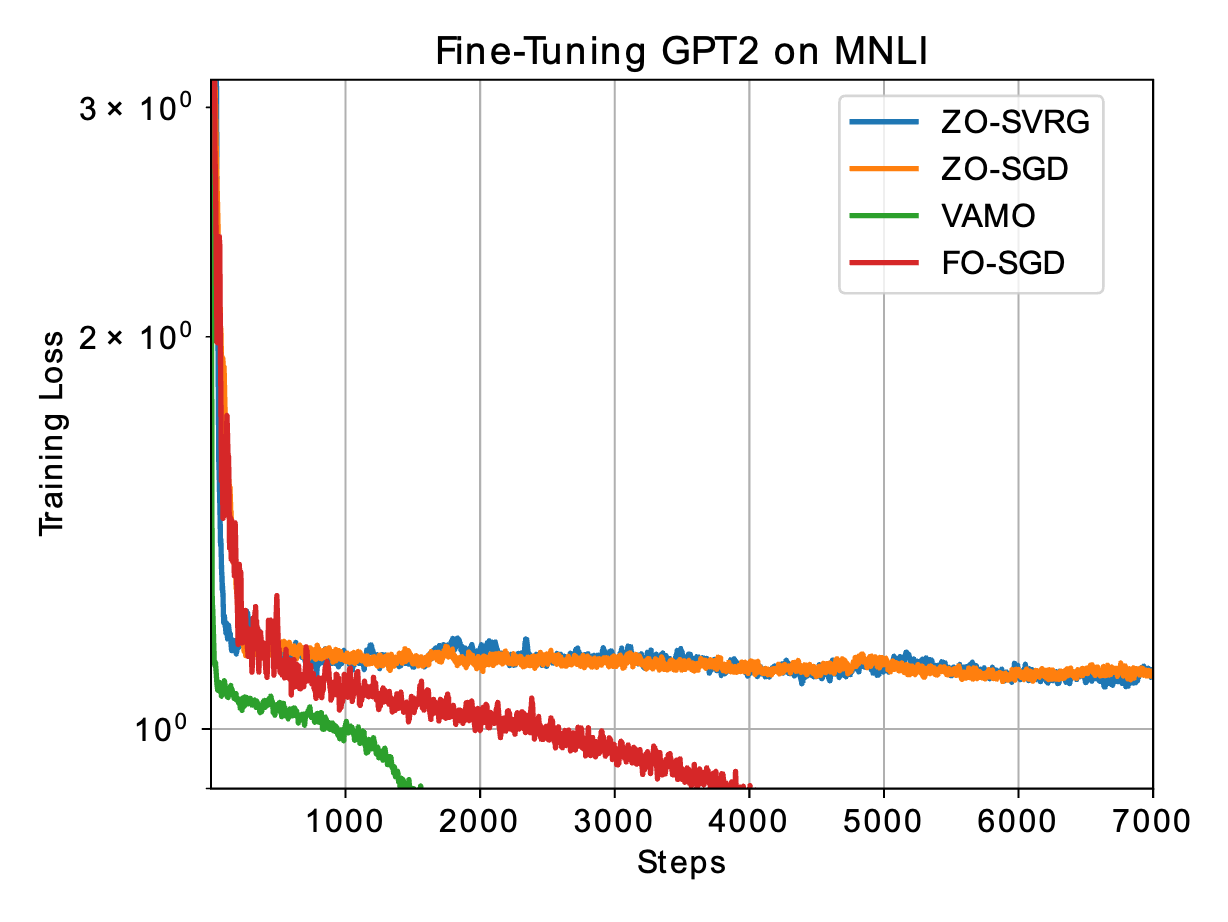 Fine-Tuning GPT2 on MNLI
3 × 10⁰
2 × 10⁰
10⁰
Training Loss
ZO-SVRG
ZO-SGD
VAMO
FO-SGD
1000 2000 3000 4000 5000 6000 7000
Steps